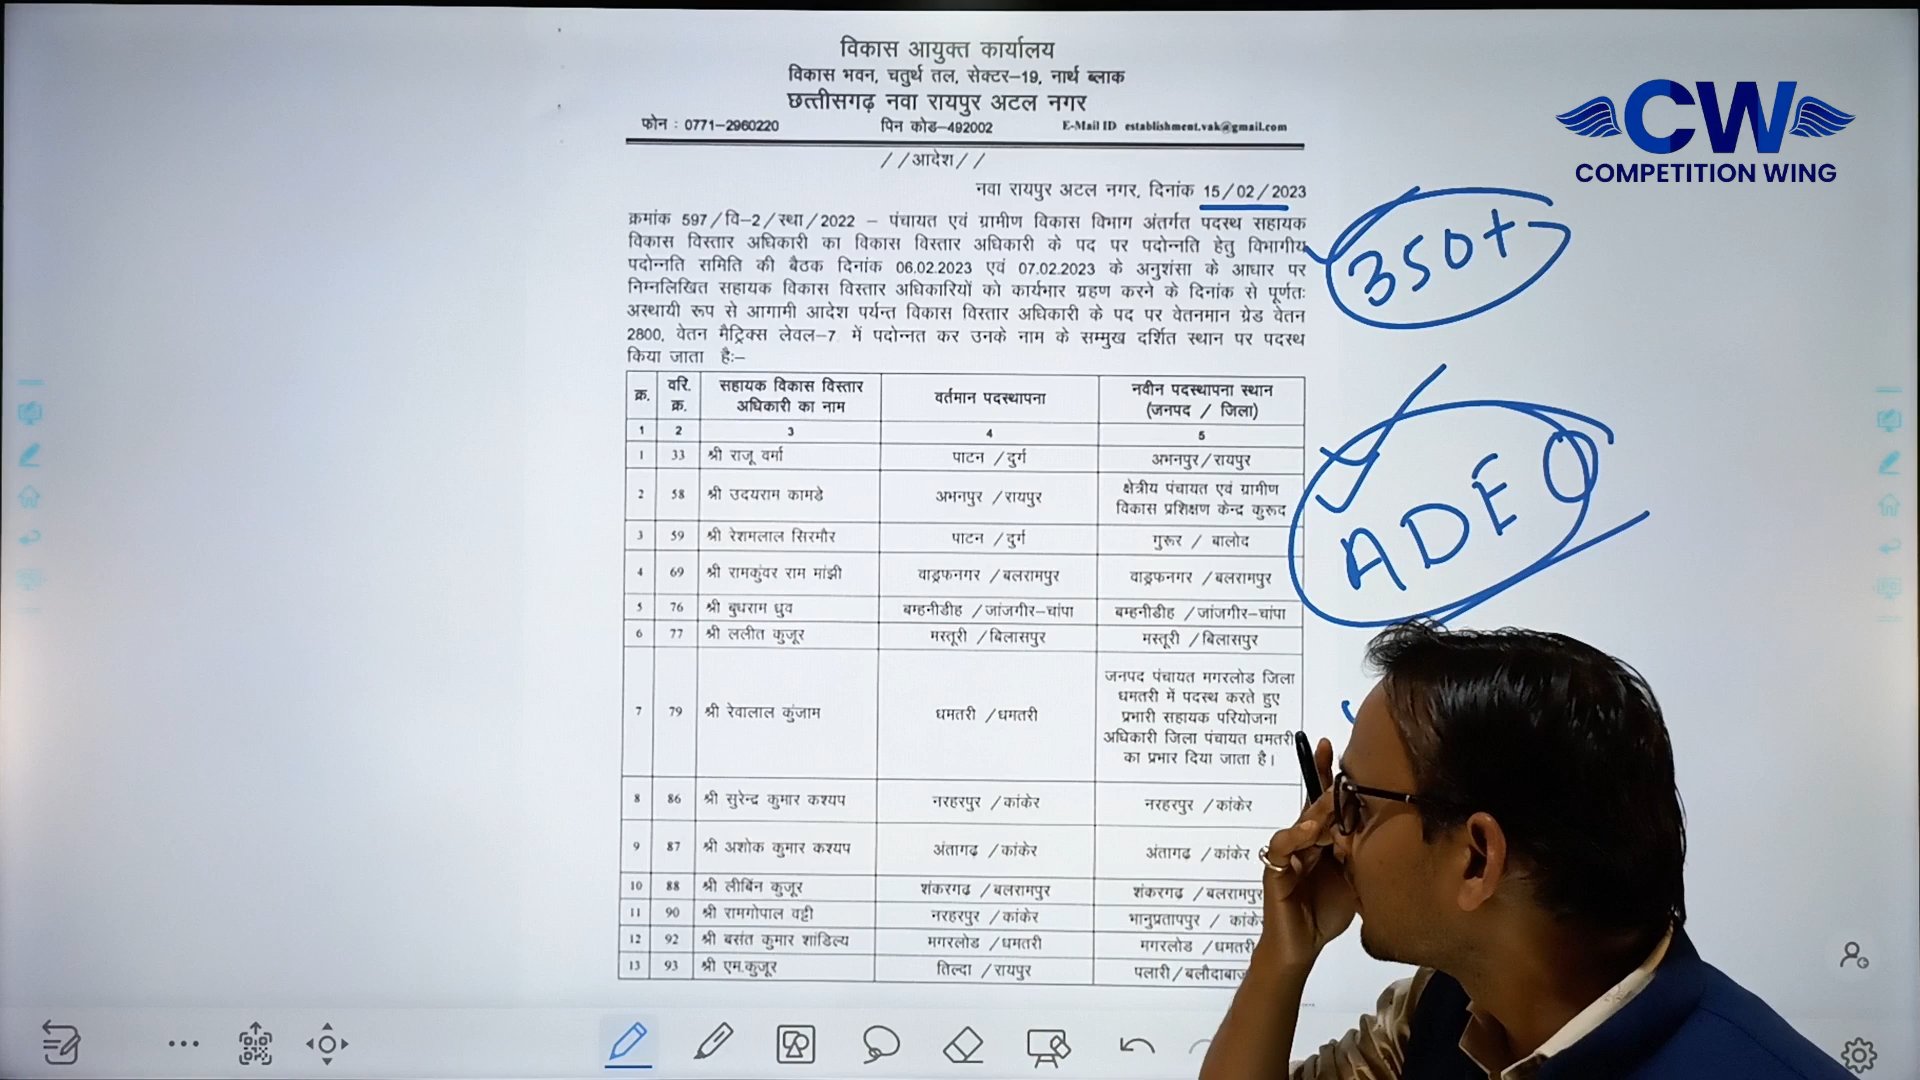 विकास आयुक्त कार्यालय
विकास भवन, चतुर्थ तल, सेक्टर–19, नार्थ ब्लाक
छत्तीसगढ़ नवा रायपुर अटल नगर
फोन : 0771–2960220 पिन कोड–492002 E-Mail ID establishment.vak@gmail.com
//आदेश//
नवा रायपुर अटल नगर, दिनांक 15/02/2023
क्रमांक 597/वि–2/स्था/2022 – पंचायत एवं ग्रामीण विकास विभाग अंतर्गत पदस्थ सहायक
विकास विस्तार अधिकारी का विकास विस्तार अधिकारी के पद पर पदोन्नति हेतु विभागीय
पदोन्नति समिति की बैठक दिनांक 06.02.2023 एवं 07.02.2023 के अनुशंसा के आधार पर
निम्नलिखित सहायक विकास विस्तार अधिकारियों को कार्यभार ग्रहण करने के दिनांक से पूर्णतः
अस्थायी रूप से आगामी आदेश पर्यन्त विकास विस्तार अधिकारी के पद पर वेतनमान ग्रेड वेतन
2800, वेतन मैट्रिक्स लेवल–7 में पदोन्नत कर उनके नाम के सम्मुख दर्शित स्थान पर पदस्थ
किया जाता है:–
क्र. वरि. क्र. सहायक विकास विस्तार अधिकारी का नाम वर्तमान पदस्थापना नवीन पदस्थापना स्थान (जनपद / जिला)
1 2 3 4 5
1 33 श्री राजू वर्मा पाटन /दुर्ग अभनपुर/रायपुर
2 58 श्री उदयराम कामडे अभनपुर /रायपुर क्षेत्रीय पंचायत एवं ग्रामीण विकास प्रशिक्षण केन्द्र कुरूद
3 59 श्री रेशमलाल सिरमौर पाटन /दुर्ग गुरूर / बालोद
4 69 श्री रामकुंवर राम मांझी वाड्रफनगर /बलरामपुर वाड्रफनगर /बलरामपुर
5 76 श्री बुधराम ध्रुव बम्हनीडीह /जांजगीर–चांपा बम्हनीडीह /जांजगीर–चांपा
6 77 श्री ललीत कुजूर मस्तूरी /बिलासपुर मस्तूरी /बिलासपुर
7 79 श्री रेवालाल कुंजाम धमतरी /धमतरी जनपद पंचायत मगरलोड जिला
धमतरी में पदस्थ करते हुए
प्रभारी सहायक परियोजना
अधिकारी जिला पंचायत धमतरी
का प्रभार दिया जाता है।
8 86 श्री सुरेन्द्र कुमार कश्यप नरहरपुर /कांकेर नरहरपुर /कांकेर
9 87 श्री अशोक कुमार कश्यप अंतागढ़ /कांकेर अंतागढ /कांकेर
10 88 श्री लीबिंन कुजूर शंकरगढ़ /बलरामपुर शंकरगढ /बलरामपुर
11 90 श्री रामगोपाल वट्टी नरहरपुर /कांकेर भानुप्रतापपुर /
12 92 श्री बसंत कुमार शांडिल्य मगरलोड /धमतरी मगरलोड /धमतरी
13 93 श्री एम.कुजूर तिल्दा /रायपुर पलारी/
CW
COMPETITION WING
350+
ADEO